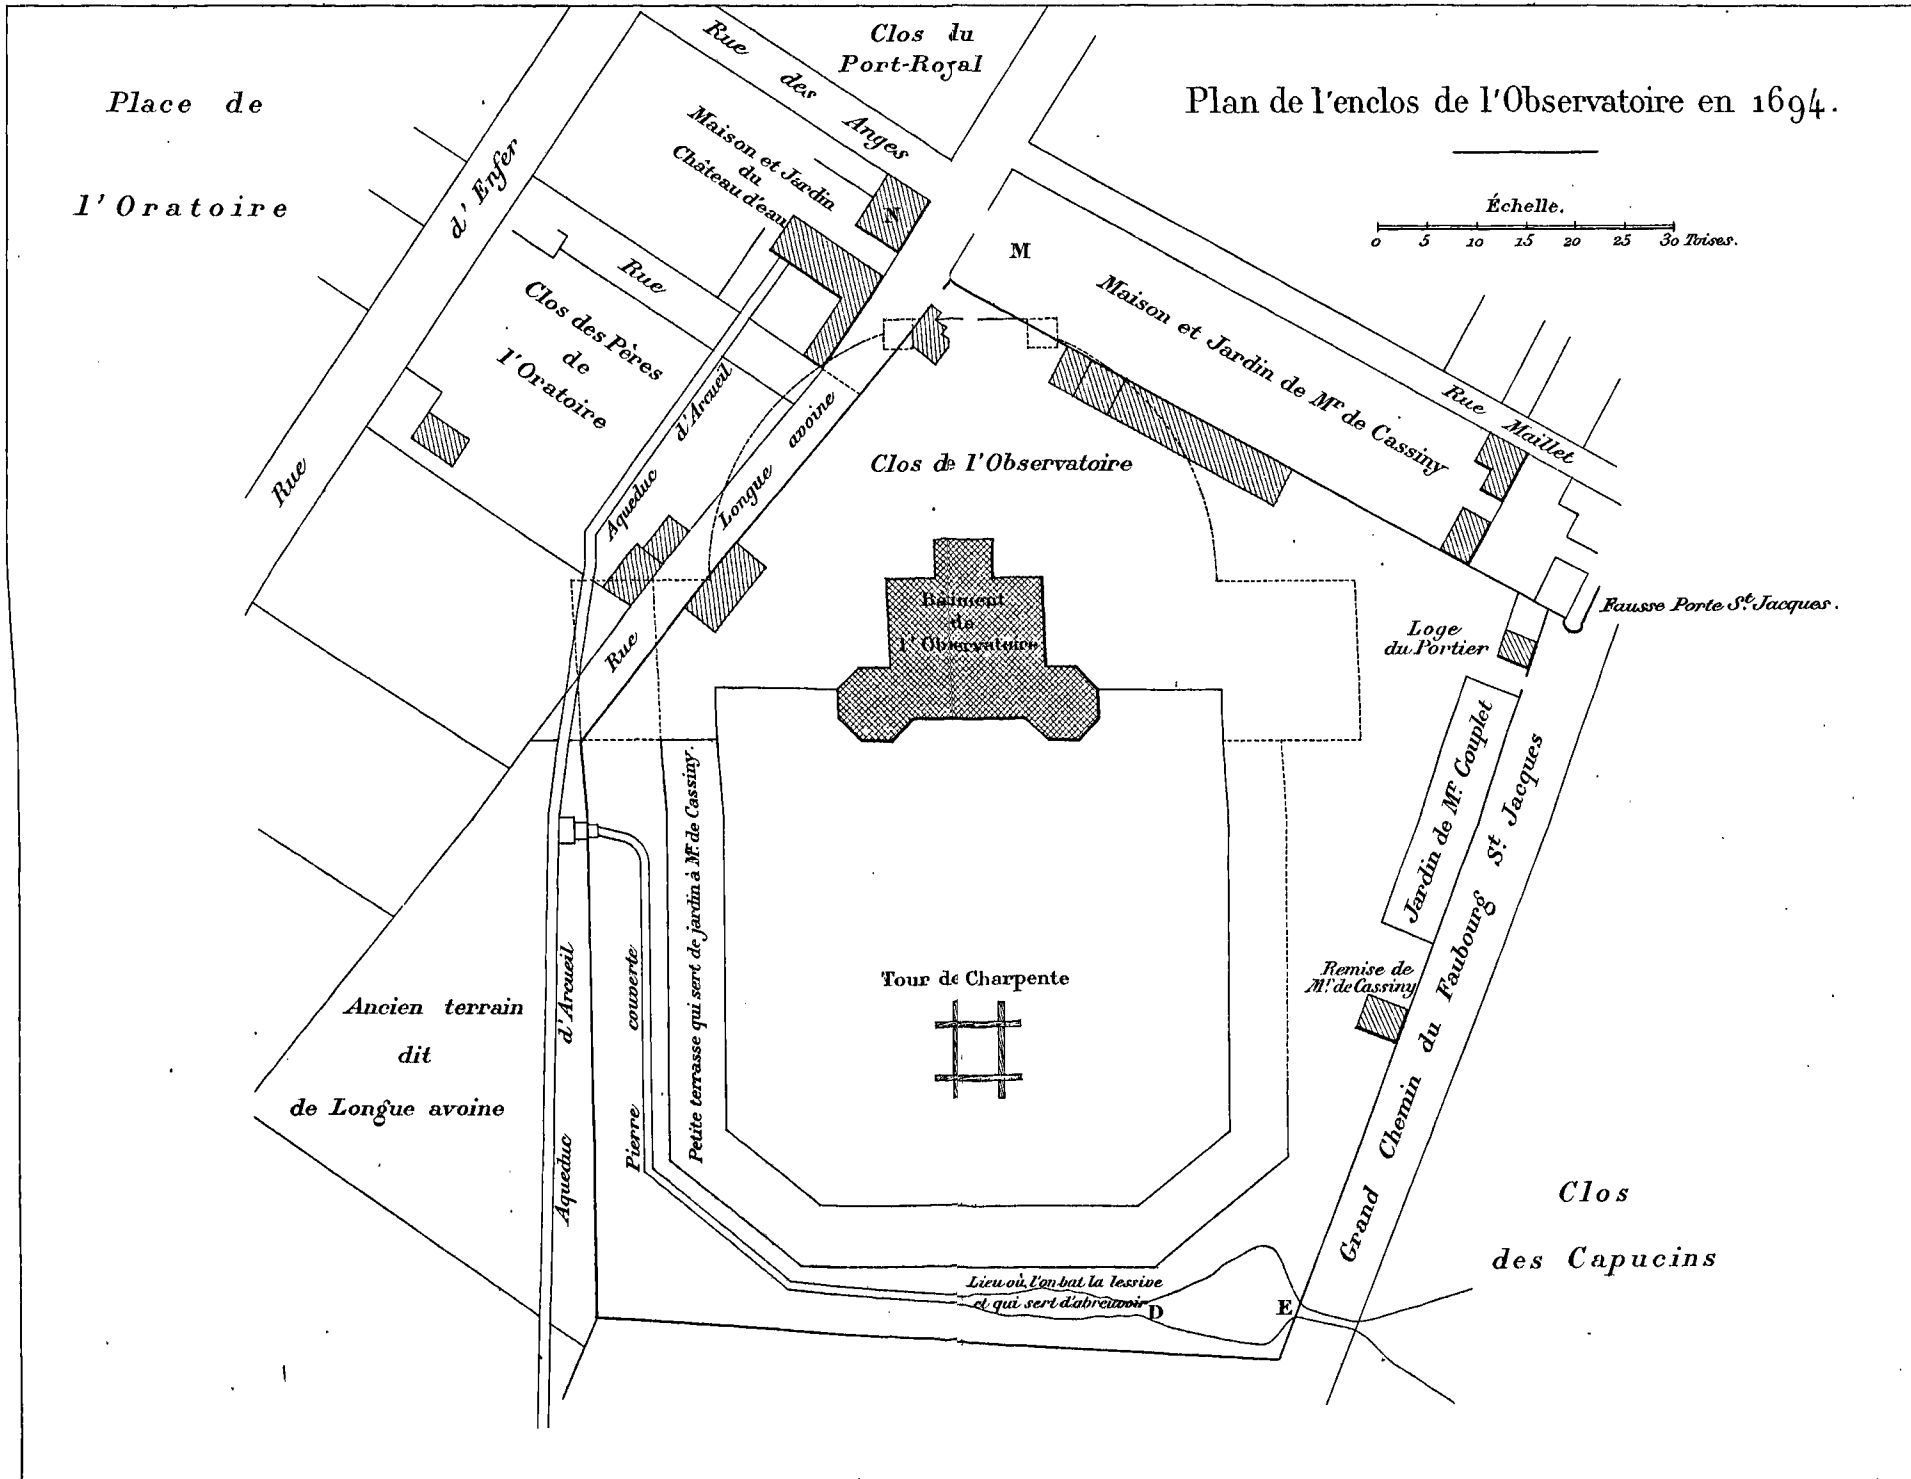 Plan de l'enclos de l'Observatoire en 1694.
Échelle.
0 5 10 15 20 25 30 Toises.
Place de
l'Oratoire
Rue d'Enfer
Rue des Anges
Clos du
Port-Royal
Maison et Jardin
du
Château d'eau
N
M
Rue
Clos des Pères
de
l'Oratoire
Aqueduc d'Arcueil
Rue Longue avoine
Maison et Jardin de Mr de Cassiny
Rue Maillet
Clos de l'Observatoire
Bâtiment
de
l'Observatoire
Fausse Porte St. Jacques.
Loge
du Portier
Jardin de Mr. Couplet
Grand Chemin du Faubourg St. Jacques
Remise de
Mr. de Cassiny
Petite terrasse qui sert de jardin à Mr. de Cassiny.
Pierre couverte
Aqueduc d'Arcueil
Tour de Charpente
Ancien terrain
dit
de Longue avoine
Lieu où l'on bat la lessive
et qui sert d'abreuvoir
D
E
Clos
des Capucins